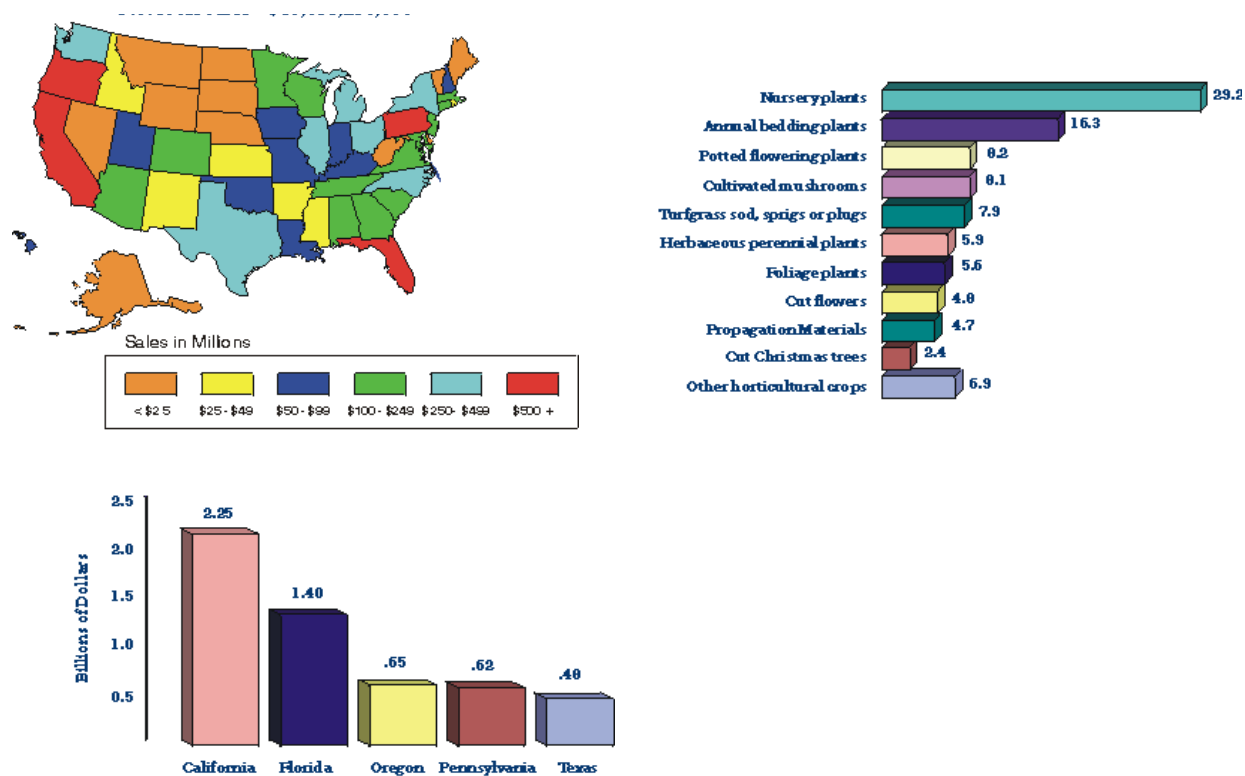 Nursery plants 29.2
Annual bedding plants 16.3
Potted flowering plants 8.2
Cultivated mushrooms 8.1
Turfgrass sod, sprigs or plugs 7.9
Herbaceous perennial plants 5.9
Foliage plants 5.6
Cut flowers 4.8
Propagation Materials 4.7
Cut Christmas trees 2.4
Other horticultural crops 6.9
Sales in Millions
< $25 $25 - $49 $50 - $99 $100 - $249 $250- $499 $500 +
Billions of Dollars
2.5
2.0
1.5
1.0
0.5
2.25
1.40
.65
.62
.48
California Florida Oregon Pennsylvania Texas